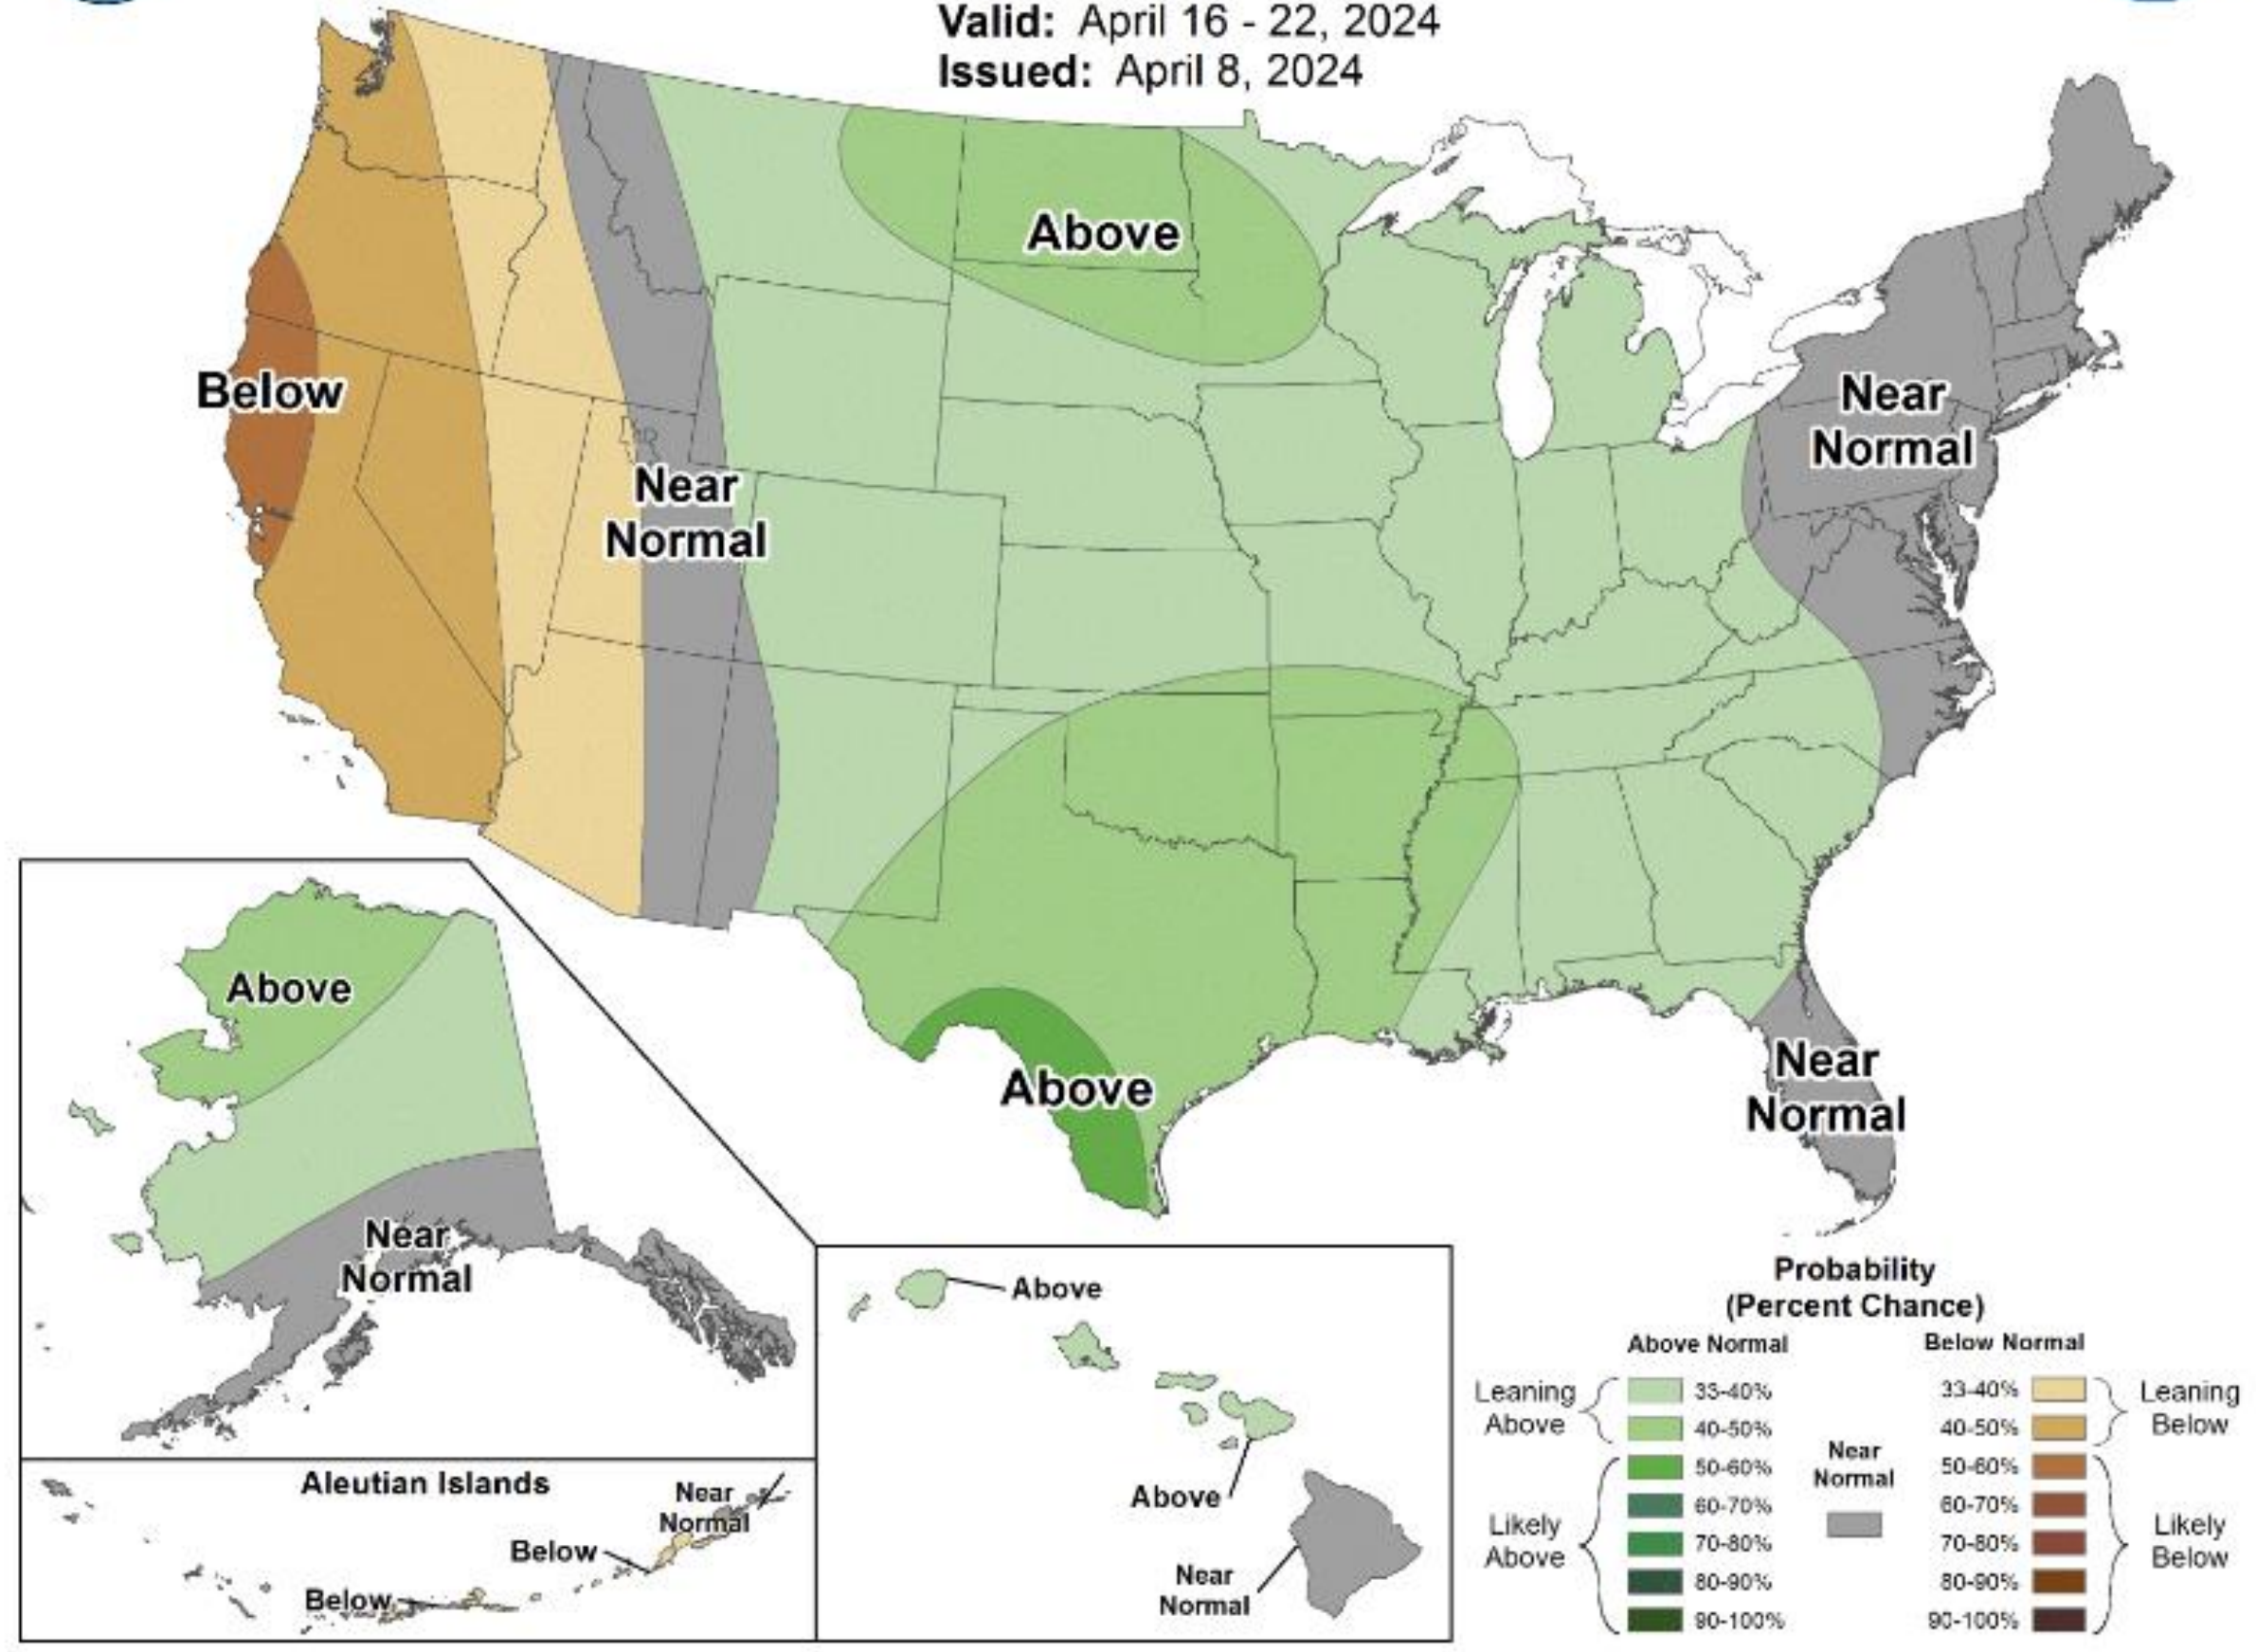 Valid: April 16 - 22, 2024
Issued: April 8, 2024
Above
Below
Near
Normal
Near
Normal
Above
Near
Normal
Above
Near
Normal
Above
Above
Near
Normal
Aleutian Islands
Near
Normal
Below
Below
Probability
(Percent Chance)
Above Normal
Below Normal
Leaning
Above
33-40%
40-50%
Likely
Above
50-60%
60-70%
70-80%
80-90%
90-100%
Near
Normal
33-40%
40-50%
Leaning
Below
50-60%
60-70%
70-80%
80-90%
90-100%
Likely
Below